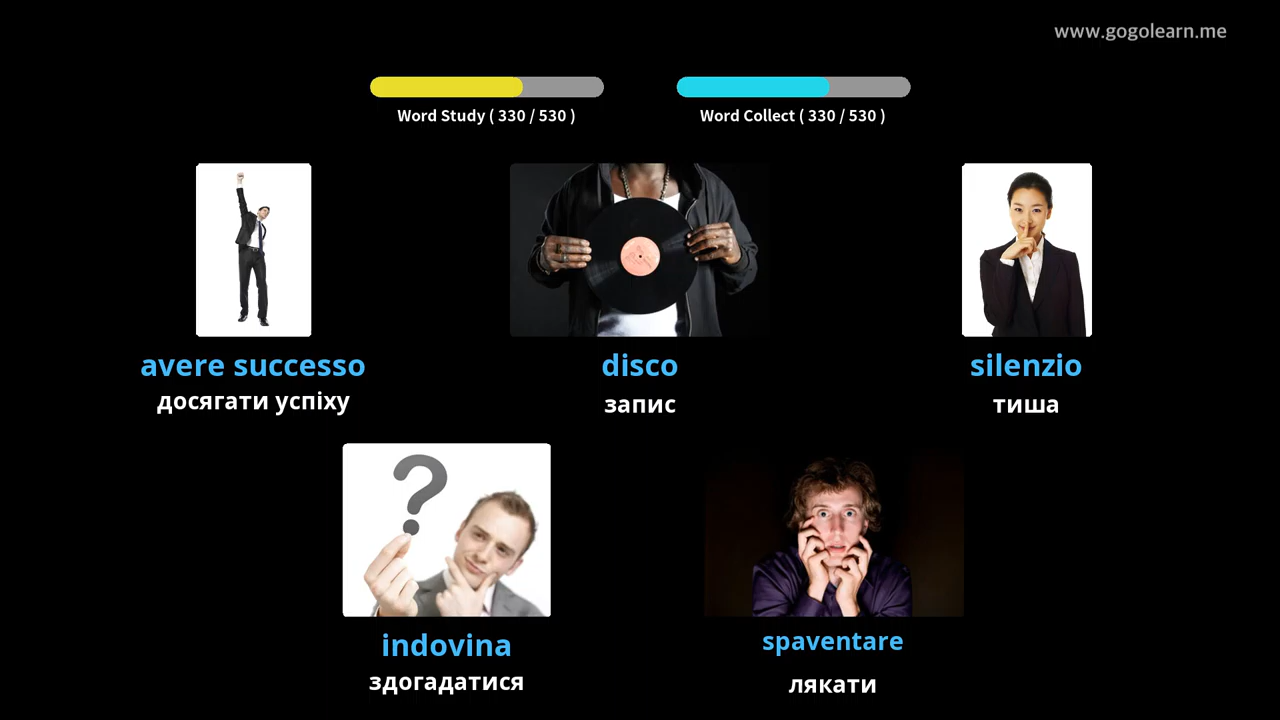 www.gogolearn.me
Word Study ( 330 / 530 )
Word Collect ( 330 / 530 )
avere successo
досягати успіху
disco
запис
silenzio
тиша
indovina
здогадатися
spaventare
лякати